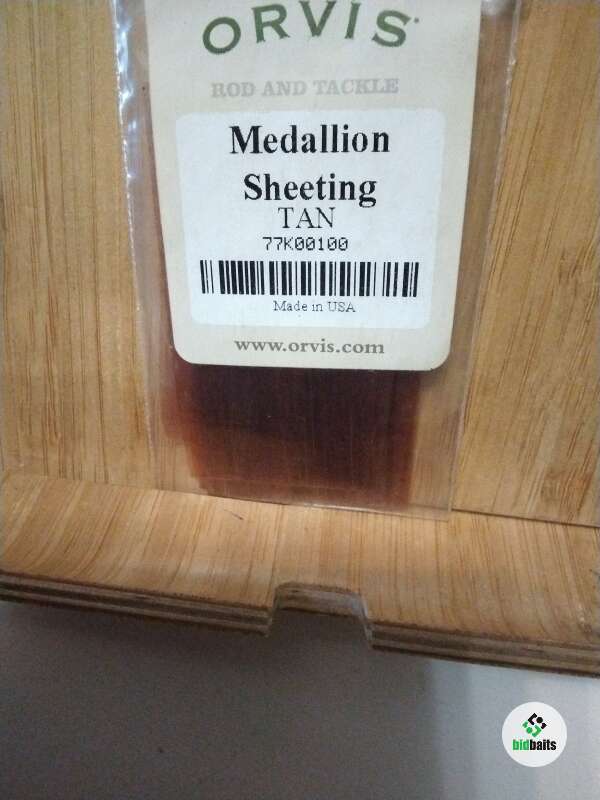 ORVIS
ROD AND TACKLE
Medallion
Sheeting
TAN
77K00100
Made in USA
www.orvis.com
bidbaits